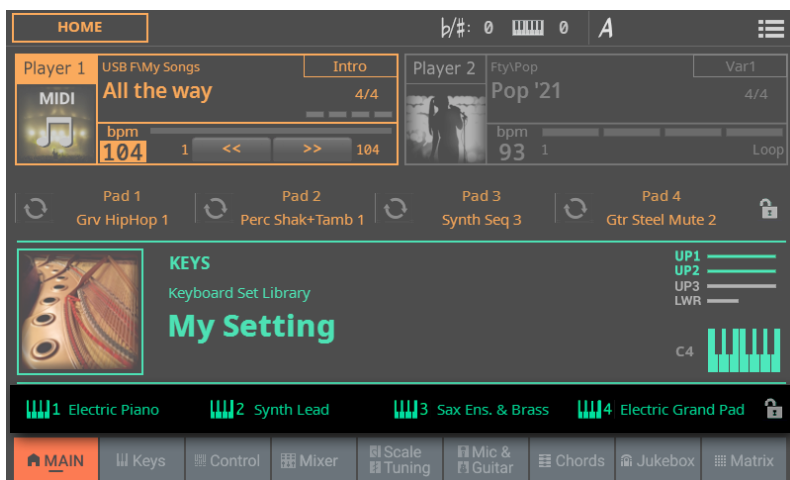 HOME
b/#: 0 0 A
Player 1
USB F\My Songs
Intro
MIDI
All the way
4/4
bpm
104
1
<<
>>
104
Player 2
Fty\Pop
Var1
Pop '21
4/4
bpm
93
1
Loop
Pad 1
Grv HipHop 1
Pad 2
Perc Shak+Tamb 1
Pad 3
Synth Seq 3
Pad 4
Gtr Steel Mute 2
KEYS
Keyboard Set Library
My Setting
UP1
UP2
UP3
LWR
C4
1 Electric Piano
2 Synth Lead
3 Sax Ens. & Brass
4 Electric Grand Pad
MAIN
Keys
Control
Mixer
Scale
Tuning
Mic &
Guitar
Chords
Jukebox
Matrix